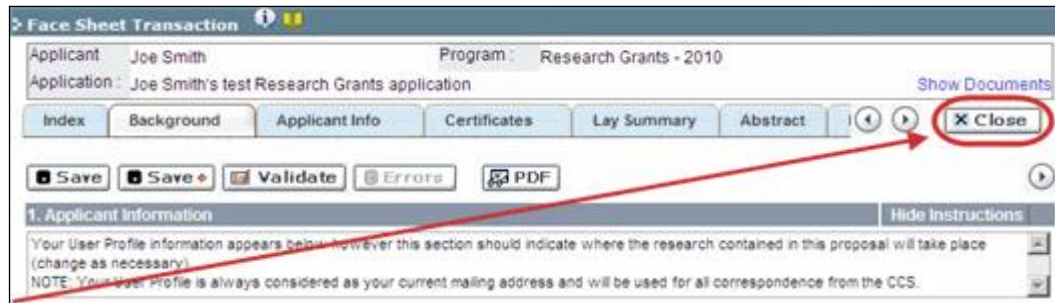 Face Sheet Transaction
Applicant Joe Smith Program : Research Grants - 2010
Application : Joe Smith's test Research Grants application Show Documents
Index Background Applicant Info Certificates Lay Summary Abstract X Close
Save Save Validate Errors PDF
1. Applicant Information Hide Instructions
Your User Profile information appears below, however this section should indicate where the research contained in this proposal will take place
(change as necessary)
NOTE: Your User Profile is always considered as your current mailing address and will be used for all correspondence from the CCS.